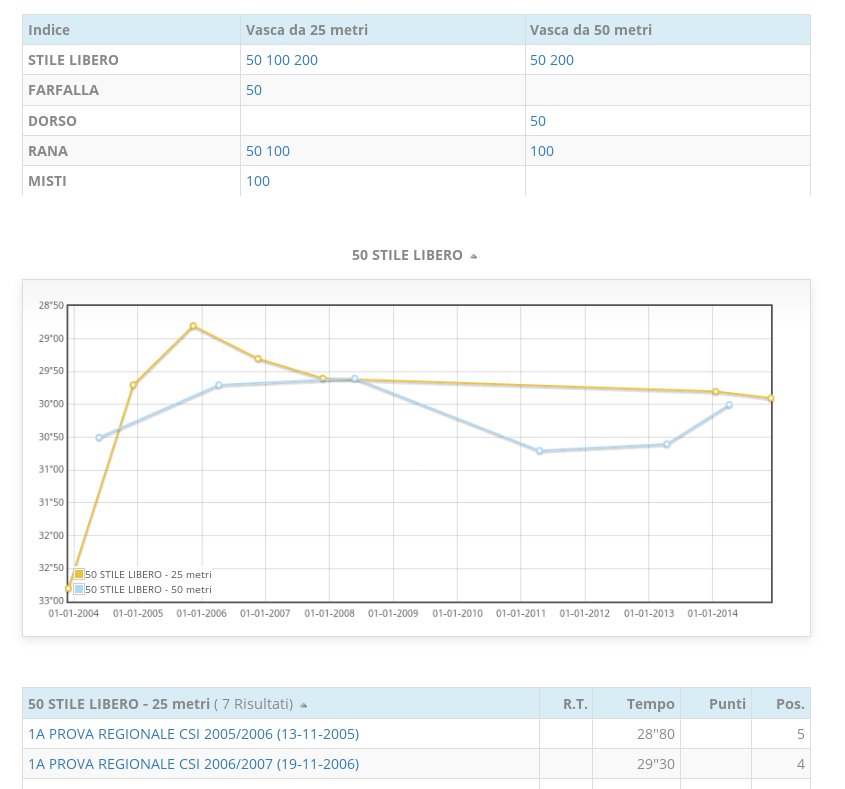 Indice Vasca da 25 metri Vasca da 50 metri
STILE LIBERO 50 100 200 50 200
FARFALLA 50
DORSO 50
RANA 50 100 100
MISTI 100
50 STILE LIBERO
28"50
29"00
29"50
30"00
30"50
31"00
31"50
32"00
32"50
33"00
50 STILE LIBERO - 25 metri
50 STILE LIBERO - 50 metri
01-01-2004 01-01-2005 01-01-2006 01-01-2007 01-01-2008 01-01-2009 01-01-2010 01-01-2011 01-01-2012 01-01-2013 01-01-2014
50 STILE LIBERO - 25 metri ( 7 Risultati) R.T. Tempo Punti Pos.
1A PROVA REGIONALE CSI 2005/2006 (13-11-2005) 28"80 5
1A PROVA REGIONALE CSI 2006/2007 (19-11-2006) 29"30 4